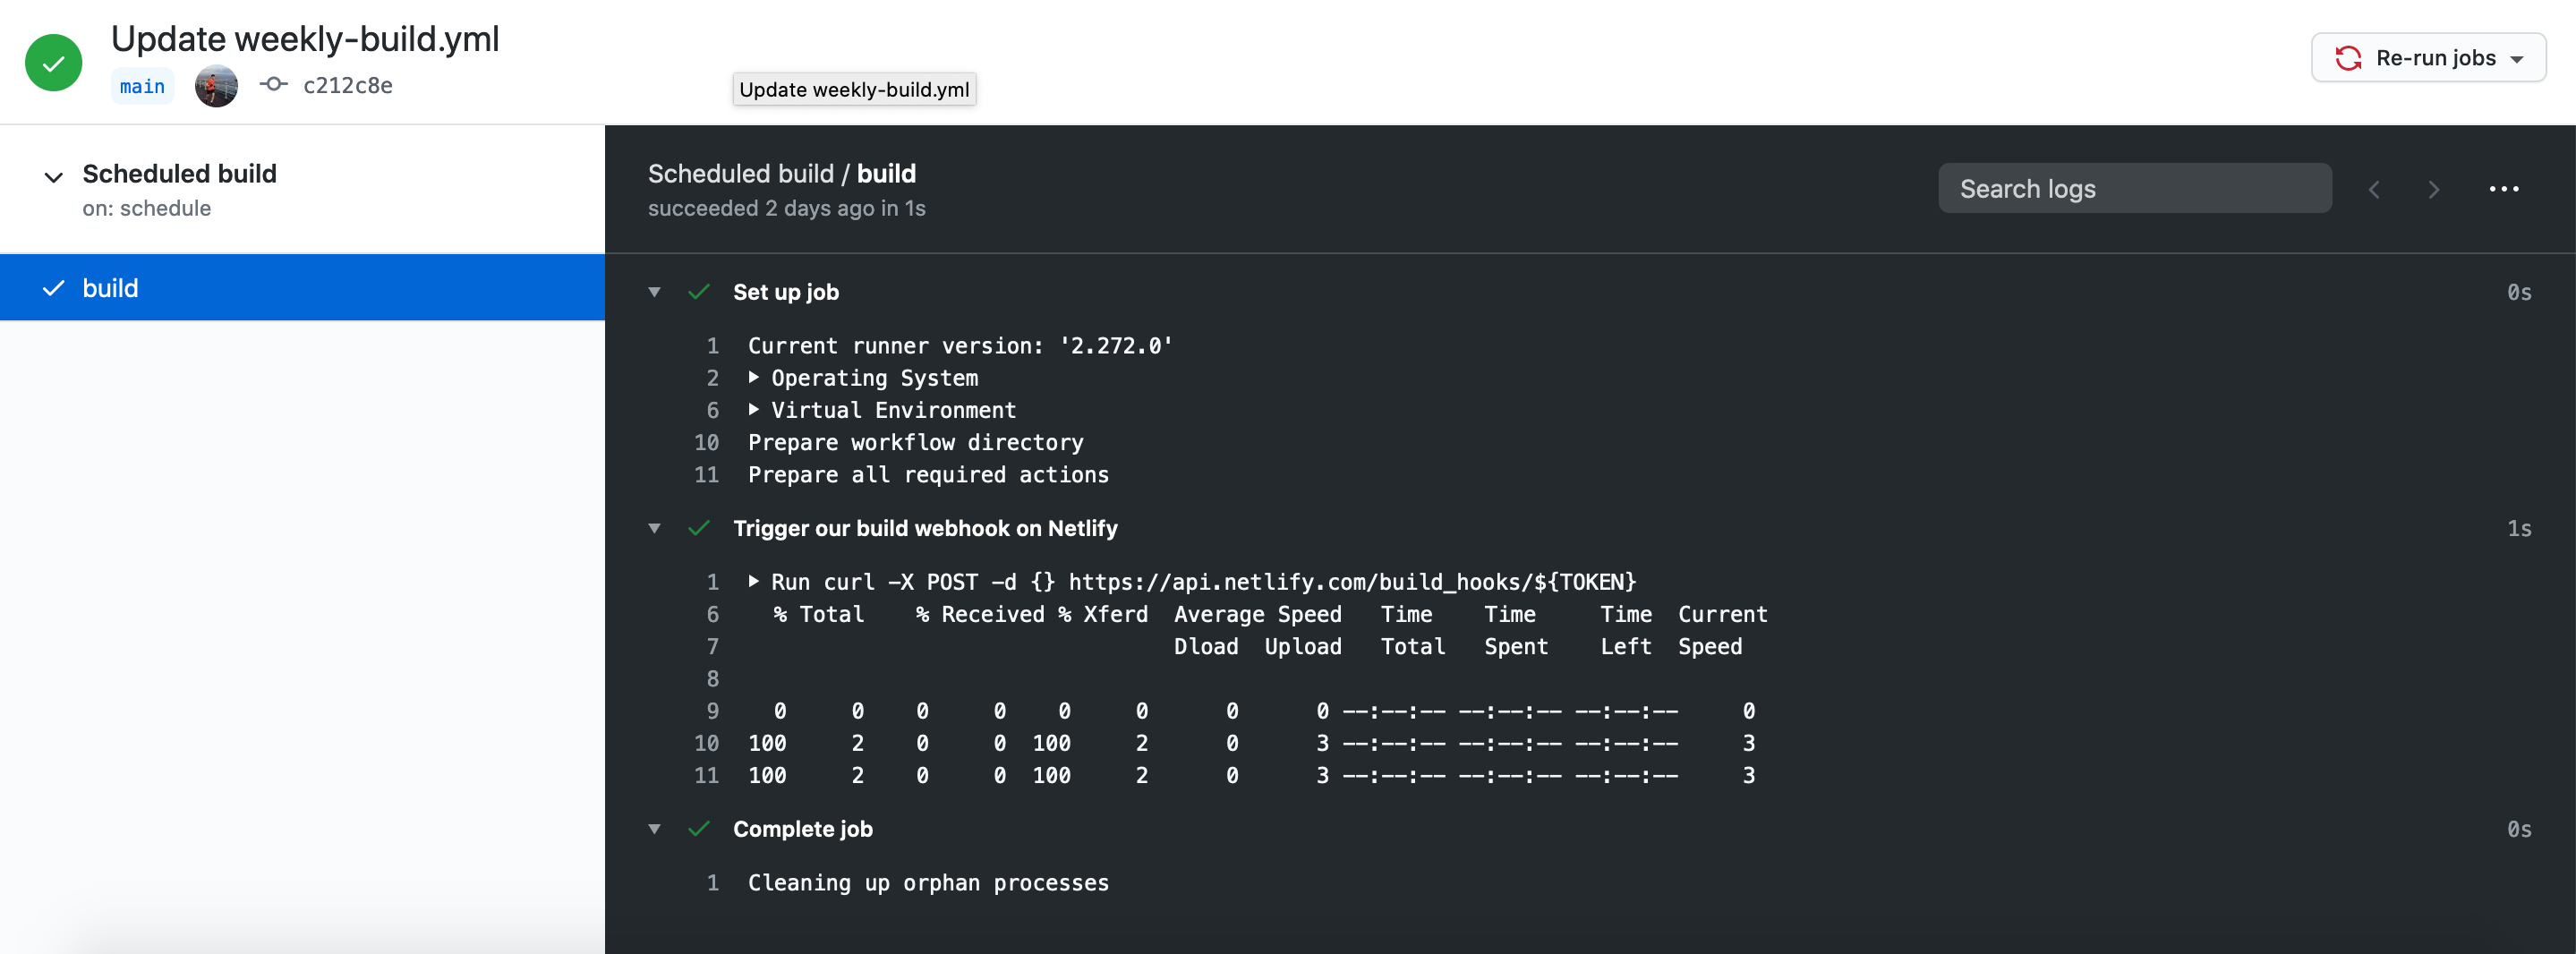 Update weekly-build.yml
main c212c8e
Update weekly-build.yml
Re-run jobs
Scheduled build
on: schedule
build
Scheduled build / build
succeeded 2 days ago in 1s
Search logs
Set up job 0s
1 Current runner version: '2.272.0'
2 Operating System
6 Virtual Environment
10 Prepare workflow directory
11 Prepare all required actions
Trigger our build webhook on Netlify 1s
1 Run curl -X POST -d {} https://api.netlify.com/build_hooks/${TOKEN}
6 % Total % Received % Xferd Average Speed Time Time Time Current
7 Dload Upload Total Spent Left Speed
8
9 0 0 0 0 0 0 0 0 --:--:-- --:--:-- --:--:-- 0
10 100 2 0 0 100 2 0 3 --:--:-- --:--:-- --:--:-- 3
11 100 2 0 0 100 2 0 3 --:--:-- --:--:-- --:--:-- 3
Complete job 0s
1 Cleaning up orphan processes